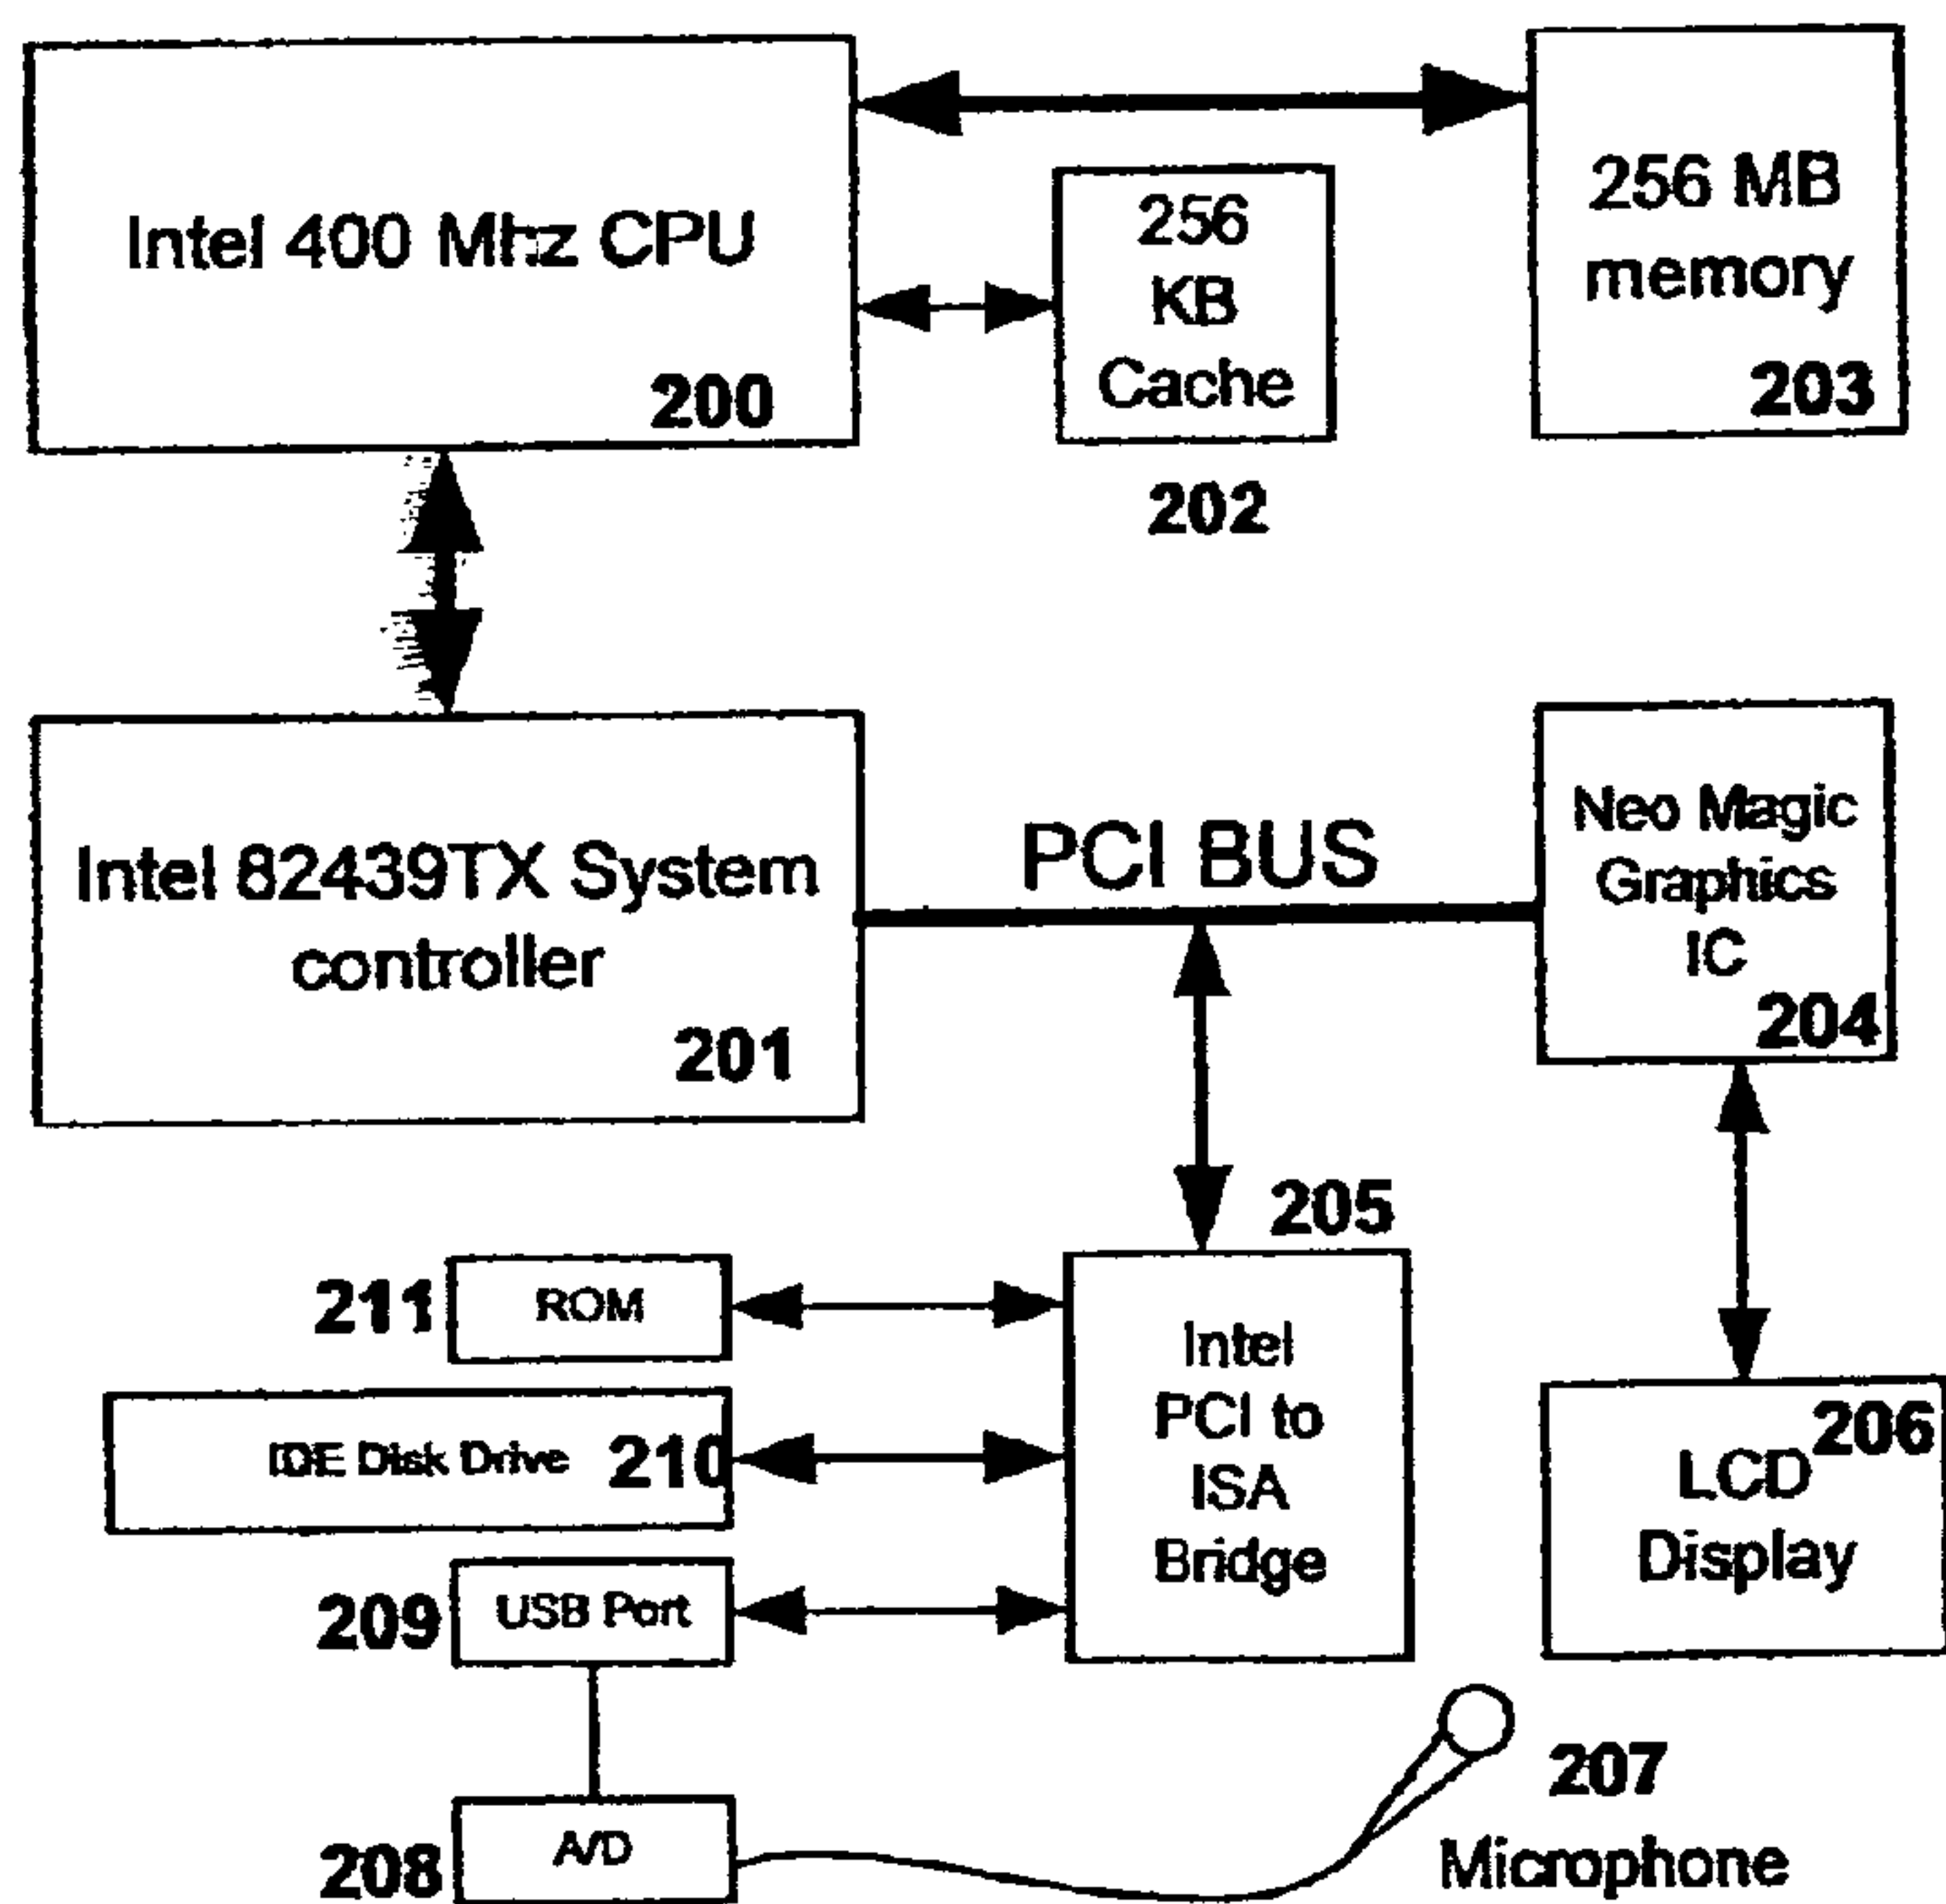 Intel 400 Mhz CPU
200
256
KB
Cache
202
256 MB
memory
203
Intel 82439TX System
controller
201
PCI BUS
Neo Magic
Graphics
IC
204
205
Intel
PCI to
ISA
Bridge
206
LCD
Display
211
ROM
IDE Disk Drive
210
209
USB Port
208
A/D
207
Microphone